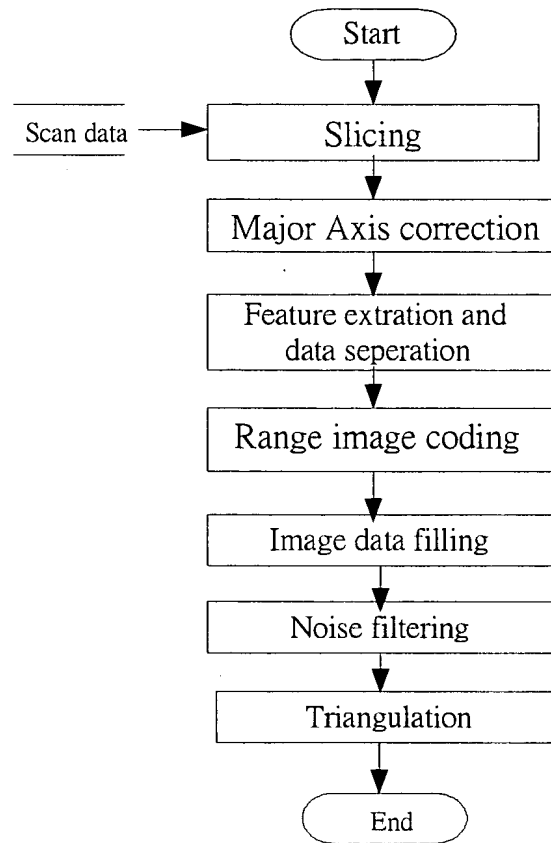 Start
Scan data
Slicing
Major Axis correction
Feature extration and
data seperation
Range image coding
Image data filling
Noise filtering
Triangulation
End